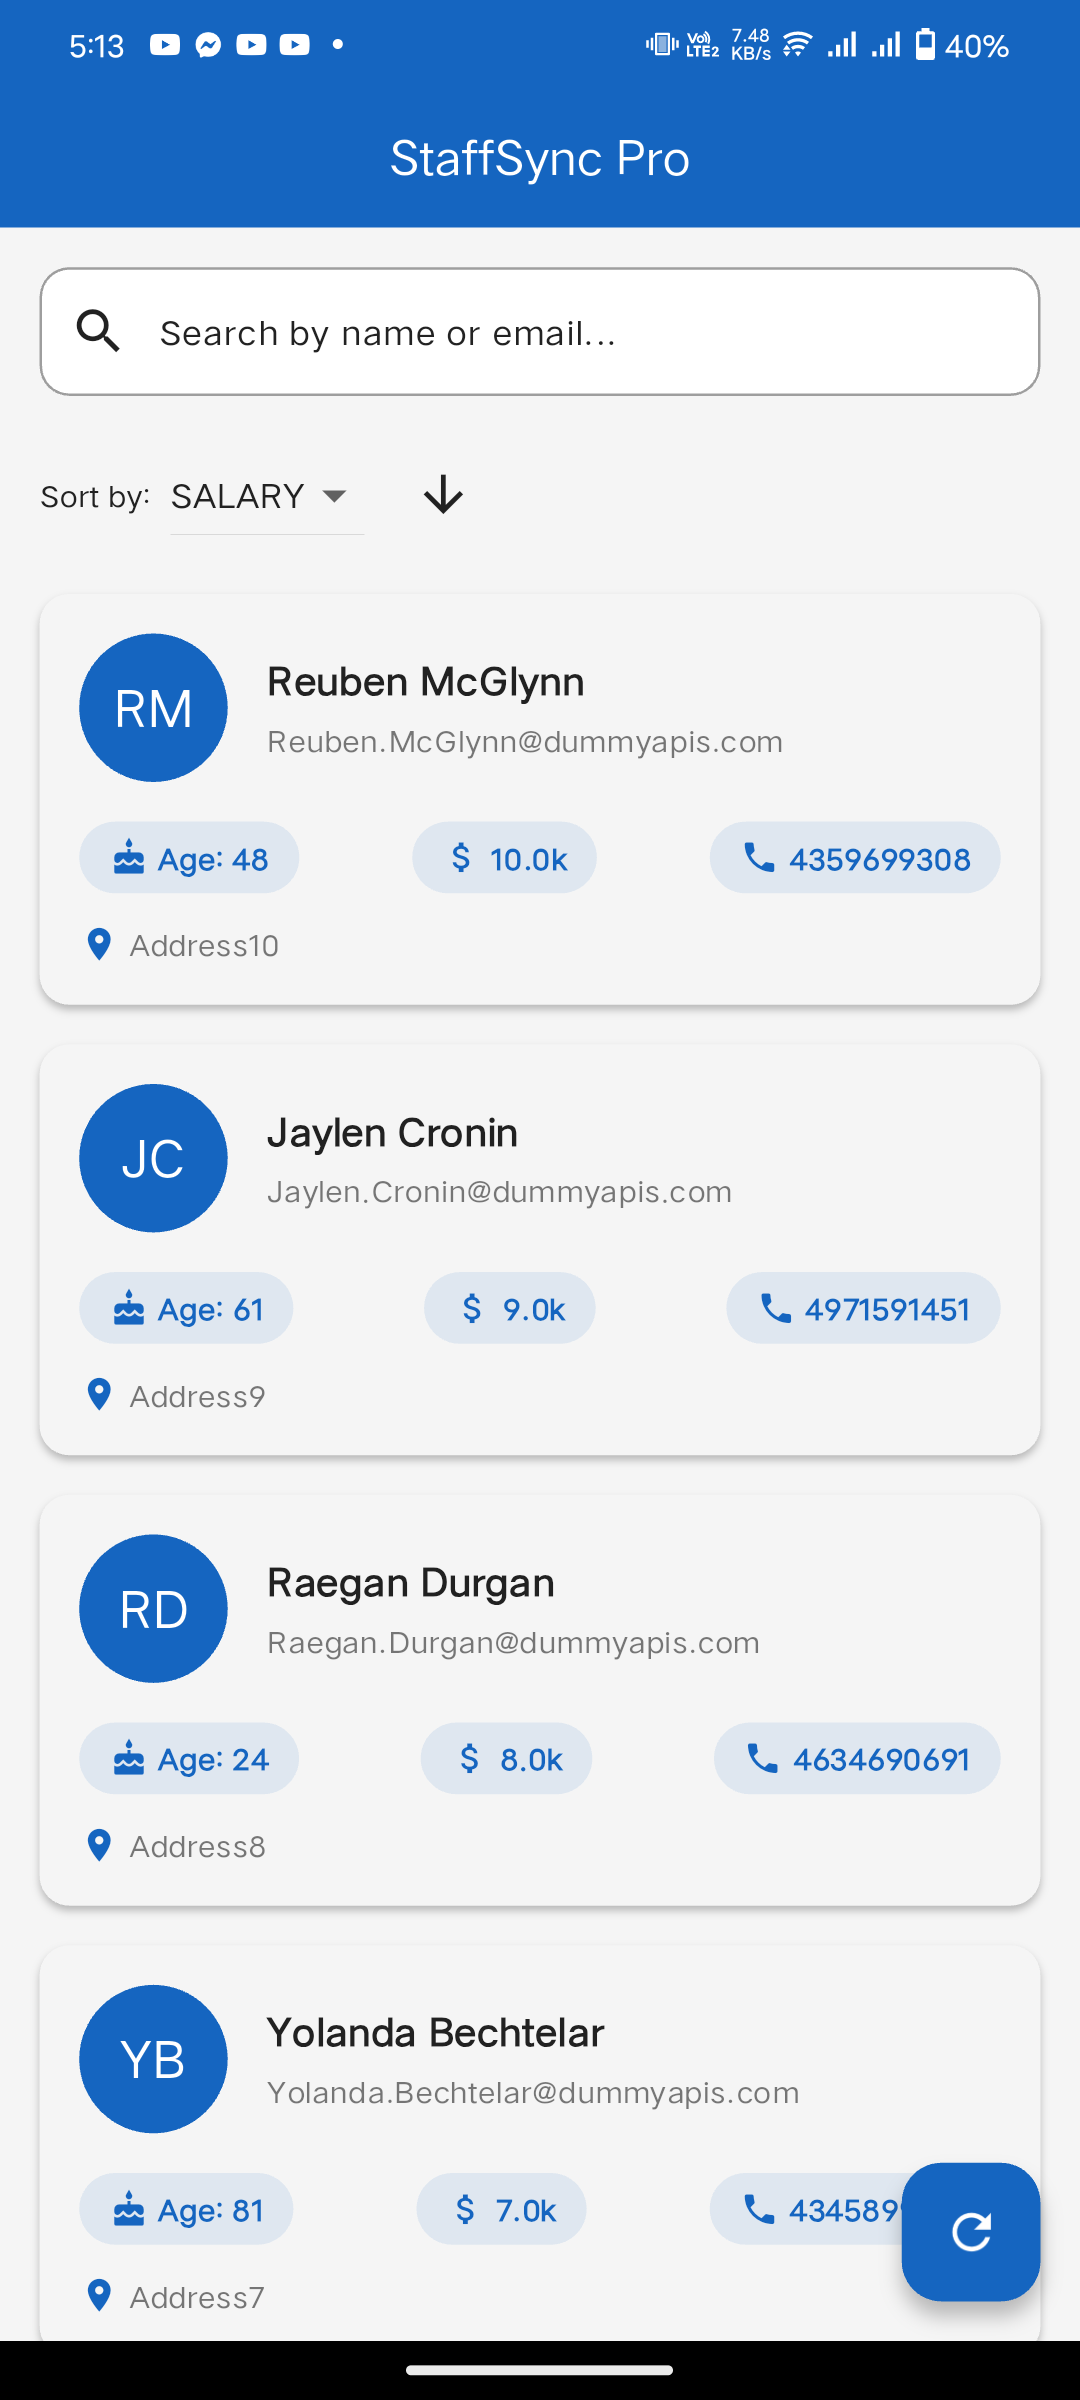 5:13
Vo))
LTE2
7.48
KB/s
40%
StaffSync Pro
Search by name or email...
Sort by: SALARY
RM
Reuben McGlynn
Reuben.McGlynn@dummyapis.com
Age: 48
$ 10.0k
4359699308
Address10
JC
Jaylen Cronin
Jaylen.Cronin@dummyapis.com
Age: 61
$ 9.0k
4971591451
Address9
RD
Raegan Durgan
Raegan.Durgan@dummyapis.com
Age: 24
$ 8.0k
4634690691
Address8
YB
Yolanda Bechtelar
Yolanda.Bechtelar@dummyapis.com
Age: 81
$ 7.0k
434589
Address7